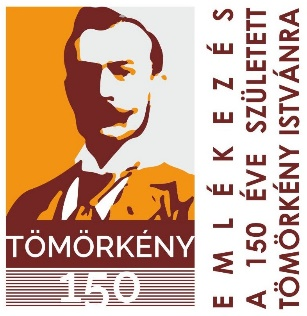 TÖMÖRKÉNY
150
EMLÉKEZÉS
A 150 ÉVE SZÜLETETT
TÖMÖRKÉNY ISTVÁNRA